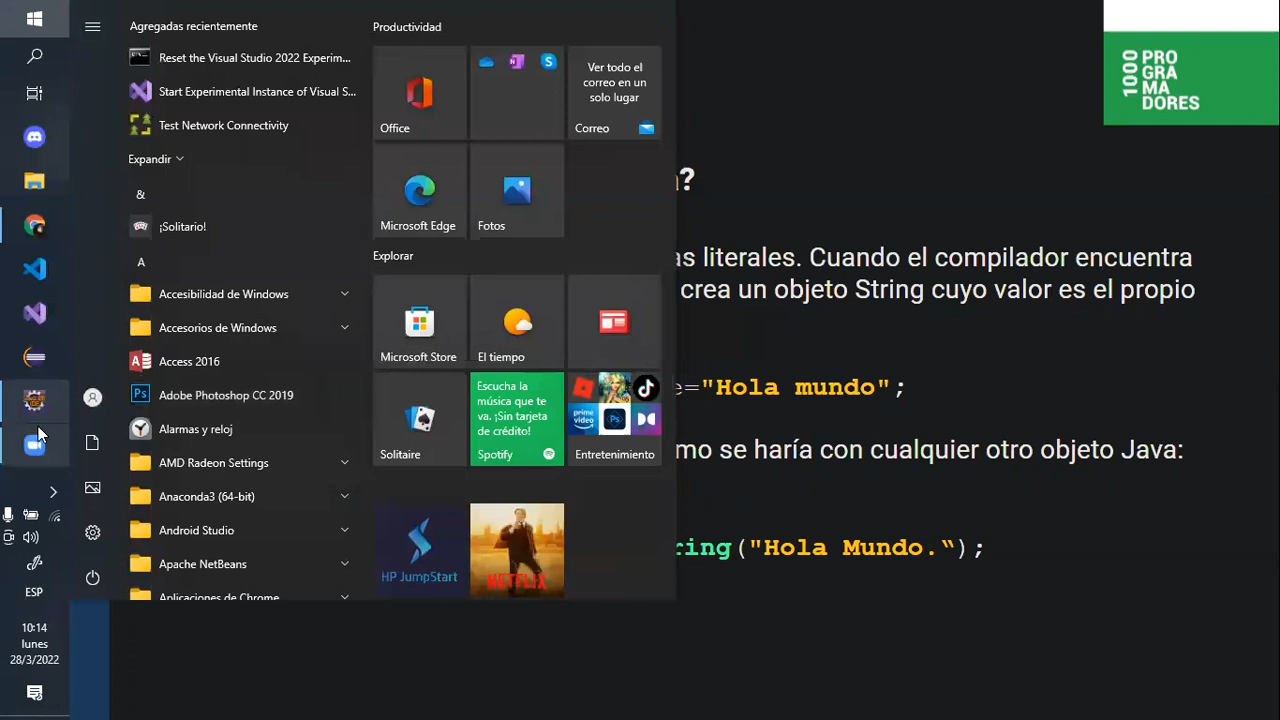 Agregadas recientemente
Reset the Visual Studio 2022 Experim...
Start Experimental Instance of Visual S...
Test Network Connectivity
Expandir
&
¡Solitario!
A
Accesibilidad de Windows
Accesorios de Windows
Access 2016
Adobe Photoshop CC 2019
Alarmas y reloj
AMD Radeon Settings
Anaconda3 (64-bit)
Android Studio
Apache NetBeans
Aplicaciones de Chrome
Productividad
Office
Ver todo el
correo en un
solo lugar
Correo
Microsoft Edge
Fotos
Explorar
Microsoft Store
El tiempo
Solitaire
Escucha la
música que te
va. ¡Sin tarjeta
de crédito!
Spotify
prime
video
Ps
Entretenimiento
HP JumpStart
NETFLIX
1000
PRO
GRA
MA
DORES
?
literales. Cuando el compilador encuentra
crea un objeto String cuyo valor es el propio
="Hola mundo";
se haría con cualquier otro objeto Java:
ring("Hola Mundo.“);
ESP
10:14
lunes
28/3/2022